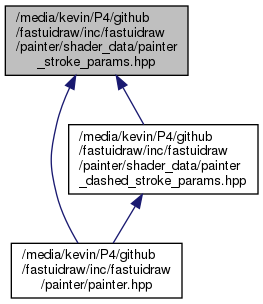 /media/kevin/P4/github
/fastuidraw/inc/fastuidraw
/painter/shader_data/painter
_stroke_params.hpp
/media/kevin/P4/github
/fastuidraw/inc/fastuidraw
/painter/shader_data/painter
_dashed_stroke_params.hpp
/media/kevin/P4/github
/fastuidraw/inc/fastuidraw
/painter/painter.hpp